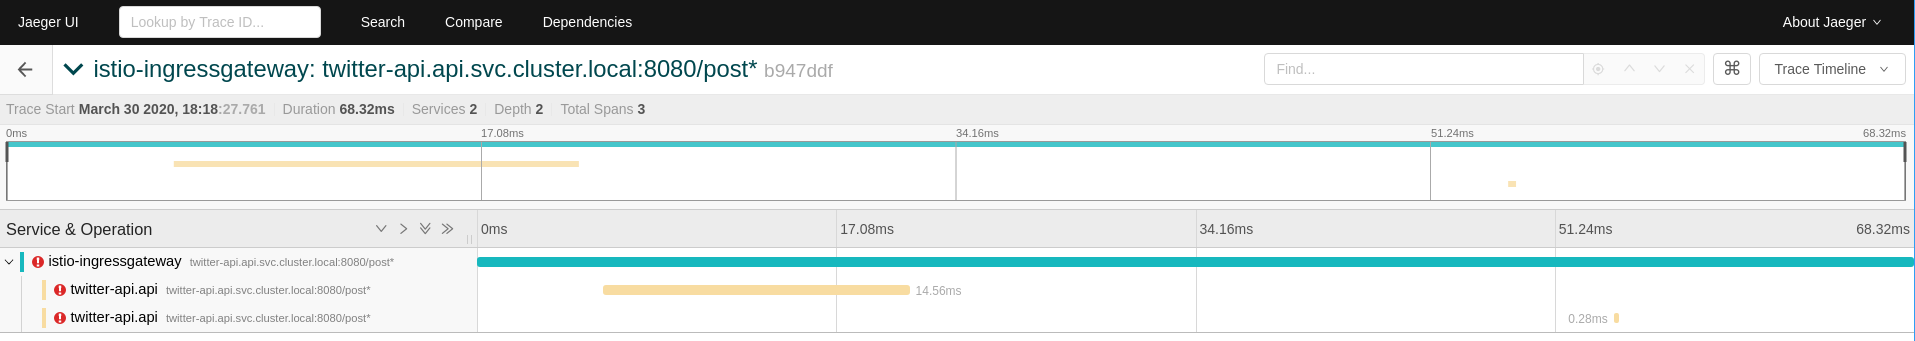 Jaeger UI Lookup by Trace ID... Search Compare Dependencies About Jaeger
istio-ingressgateway: twitter-api.api.svc.cluster.local:8080/post* b947ddf Find... Trace Timeline
Trace Start March 30 2020, 18:18:27.761 Duration 68.32ms Services 2 Depth 2 Total Spans 3
0ms 17.08ms 34.16ms 51.24ms 68.32ms
Service & Operation 0ms 17.08ms 34.16ms 51.24ms 68.32ms
istio-ingressgateway twitter-api.api.svc.cluster.local:8080/post*
twitter-api.api twitter-api.api.svc.cluster.local:8080/post* 14.56ms
twitter-api.api twitter-api.api.svc.cluster.local:8080/post* 0.28ms